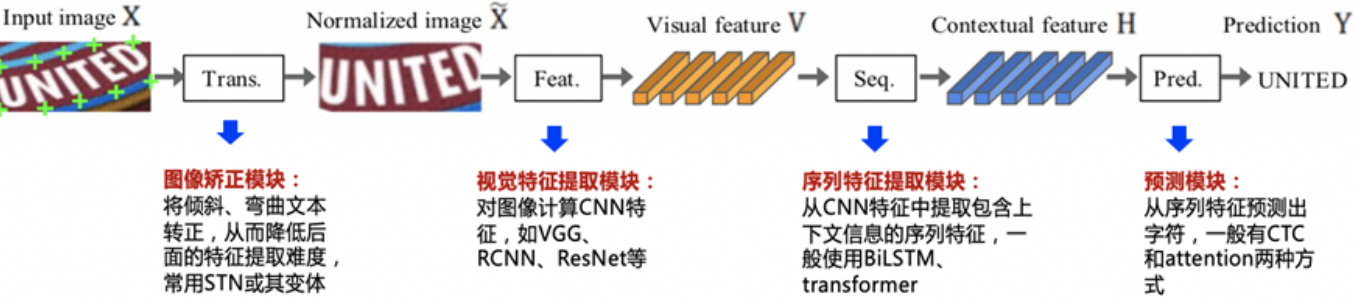 Input image X
Normalized image X̃
Visual feature V
Contextual feature H
Prediction Y
UNITED
Trans.
UNITED
Feat.
Seq.
Pred.
UNITED
图像矫正模块：
将倾斜、弯曲文本
转正，从而降低后
面的特征提取难度，
常用STN或其变体
视觉特征提取模块：
对图像计算CNN特
征，如VGG、
RCNN、ResNet等
序列特征提取模块：
从CNN特征中提取包含上
下文信息的序列特征，一
般使用BiLSTM、
transformer
预测模块：
从序列特征预测出
字符，一般有CTC
和attention两种方
式